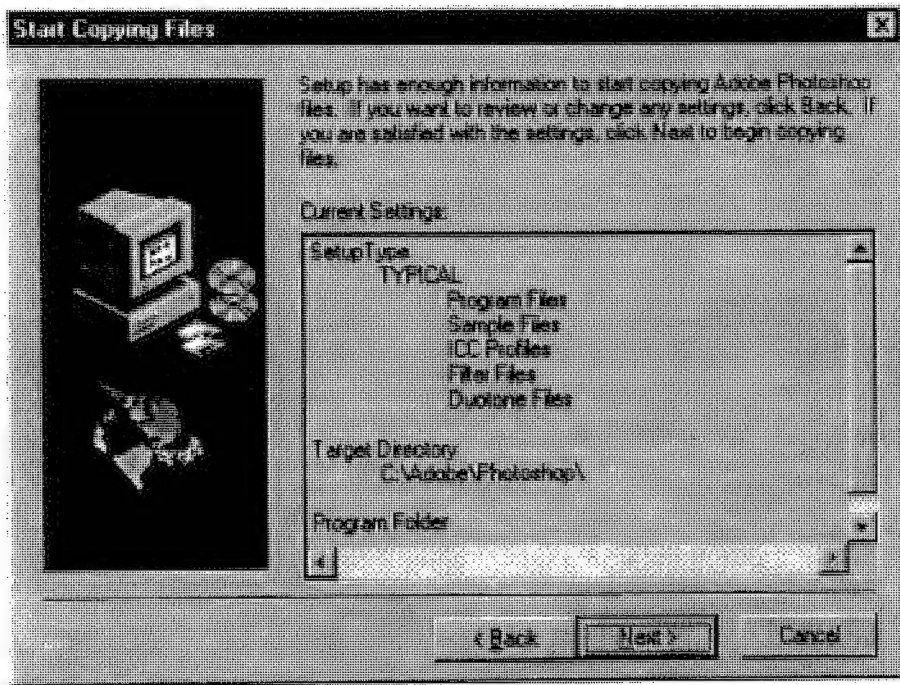 Start Copying Files
Setup has enough information to start copying Adobe Photoshop
files. If you want to review or change any settings, click Back. If
you are satisfied with the settings, click Next to begin copying
files.
Current Settings:
SetupType
TYPICAL
Program Files
Sample Files
ICC Profiles
Filter Files
Duotone Files
Target Directory
C:\Adobe\Photoshop\
Program Folder
< Back
Next >
Cancel